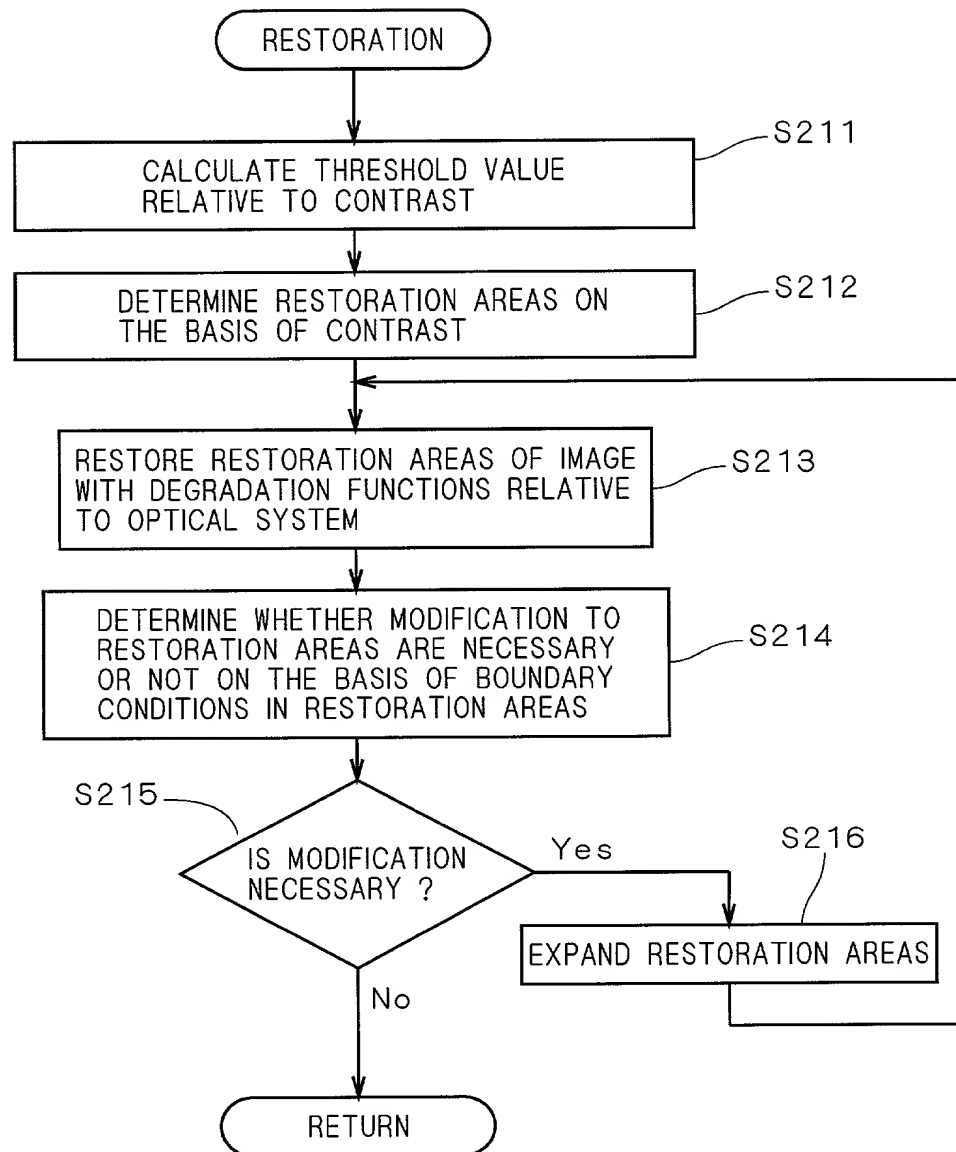 RESTORATION
S211
CALCULATE THRESHOLD VALUE
RELATIVE TO CONTRAST
S212
DETERMINE RESTORATION AREAS ON
THE BASIS OF CONTRAST
RESTORE RESTORATION AREAS OF IMAGE
WITH DEGRADATION FUNCTIONS RELATIVE
TO OPTICAL SYSTEM
S213
DETERMINE WHETHER MODIFICATION TO
RESTORATION AREAS ARE NECESSARY
OR NOT ON THE BASIS OF BOUNDARY
CONDITIONS IN RESTORATION AREAS
S214
S215
IS MODIFICATION
NECESSARY ?
Yes
S216
EXPAND RESTORATION AREAS
No
RETURN